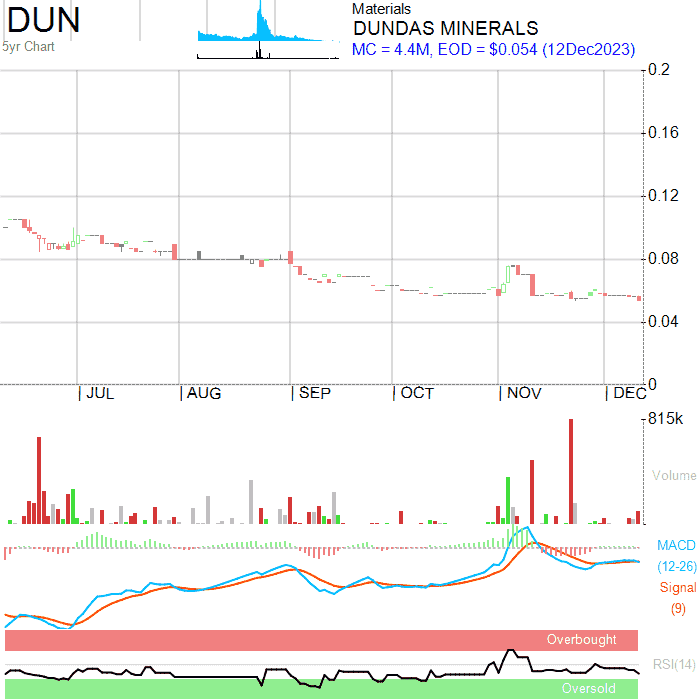 DUN
5yr Chart
Materials
DUNDAS MINERALS
MC = 4.4M, EOD = $0.054 (12Dec2023)
0.2
0.16
0.12
0.08
0.04
0
JUL AUG SEP OCT NOV DEC
815k
Volume
MACD
(12-26)
Signal
(9)
Overbought
RSI(14)
Oversold